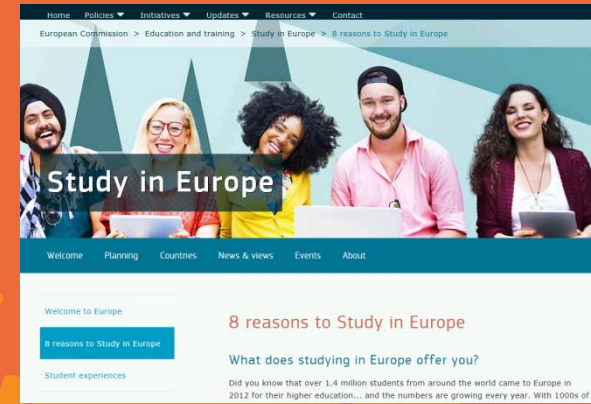 Home Policies ▼ Initiatives ▼ Updates ▼ Resources ▼ Contact
European Commission > Education and training > Study in Europe > 8 reasons to Study in Europe
Study in Europe
Welcome Planning Countries News & views Events About
Welcome to Europe
8 reasons to Study in Europe
Student experiences
8 reasons to Study in Europe
What does studying in Europe offer you?
Did you know that over 1.4 million students from around the world came to Europe in
2012 for their higher education... and the numbers are growing every year. With 1000s of